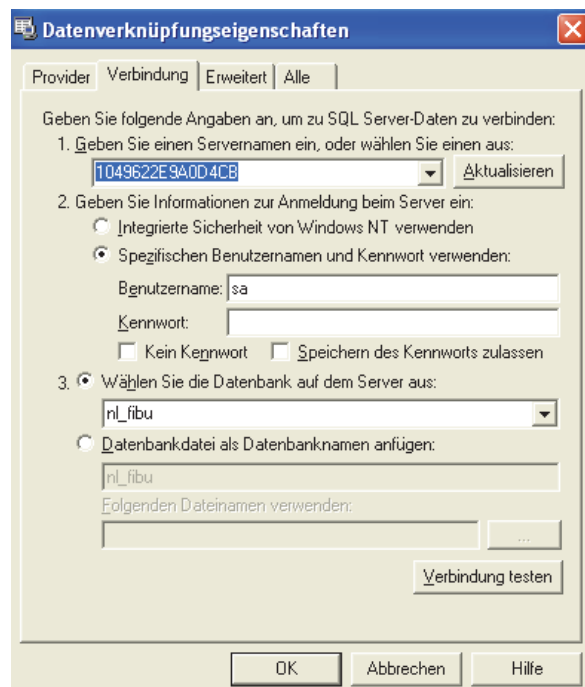 Datenverknüpfungseigenschaften
Provider Verbindung Erweitert Alle
Geben Sie folgende Angaben an, um zu SQL Server-Daten zu verbinden:
1. Geben Sie einen Servernamen ein, oder wählen Sie einen aus:
1049622E9A0D4CB Aktualisieren
2. Geben Sie Informationen zur Anmeldung beim Server ein:
Integrierte Sicherheit von Windows NT verwenden
Spezifischen Benutzernamen und Kennwort verwenden:
Benutzername: sa
Kennwort:
Kein Kennwort Speichern des Kennworts zulassen
3. Wählen Sie die Datenbank auf dem Server aus:
nl_fibu
Datenbankdatei als Datenbanknamen anfügen:
nl_fibu
Folgenden Dateinamen verwenden:
...
Verbindung testen
OK Abbrechen Hilfe